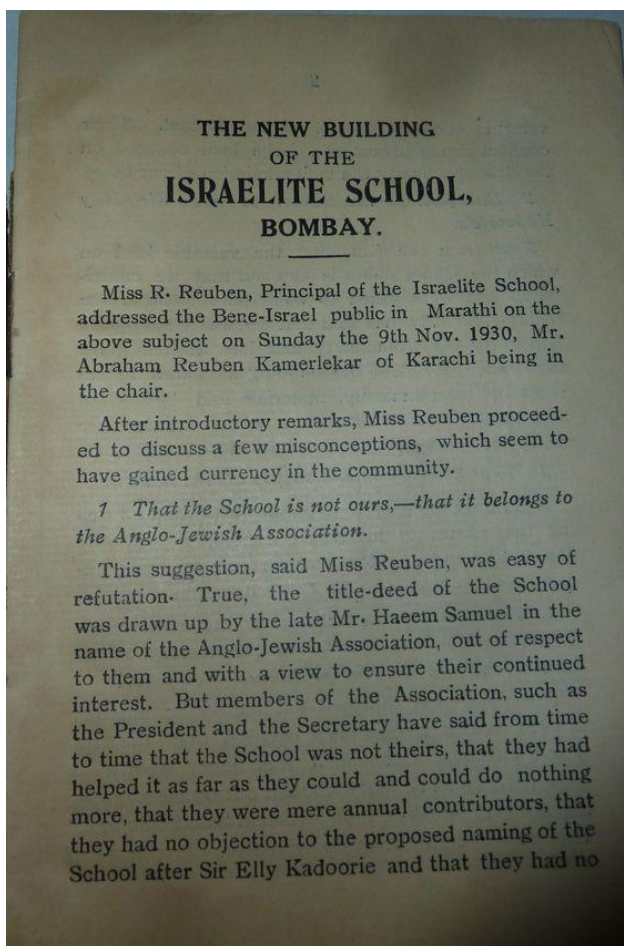 THE NEW BUILDING
OF THE
ISRAELITE SCHOOL,
BOMBAY.
Miss R. Reuben, Principal of the Israelite School,
addressed the Bene-Israel public in Marathi on the
above subject on Sunday the 9th Nov. 1930, Mr.
Abraham Reuben Kamerlekar of Karachi being in
the chair.
After introductory remarks, Miss Reuben proceed-
ed to discuss a few misconceptions, which seem to
have gained currency in the community.
1 That the School is not ours,—that it belongs to
the Anglo-Jewish Association.
This suggestion, said Miss Reuben, was easy of
refutation. True, the title-deed of the School
was drawn up by the late Mr. Haeem Samuel in the
name of the Anglo-Jewish Association, out of respect
to them and with a view to ensure their continued
interest. But members of the Association, such as
the President and the Secretary have said from time
to time that the School was not theirs, that they had
helped it as far as they could and could do nothing
more, that they were mere annual contributors, that
they had no objection to the proposed naming of the
School after Sir Elly Kadoorie and that they had no